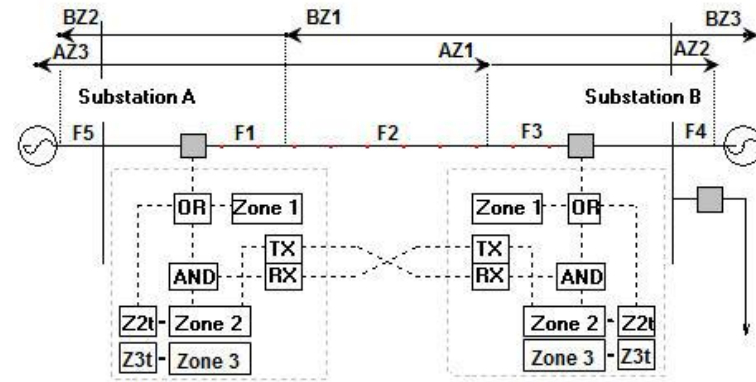 BZ2 BZ1 BZ3
AZ3 AZ1 AZ2
Substation A Substation B
F5 F1 F2 F3 F4
OR Zone 1 Zone 1 OR
TX TX
AND RX RX AND
Z2t Zone 2 Zone 2 Z2t
Z3t Zone 3 Zone 3 Z3t